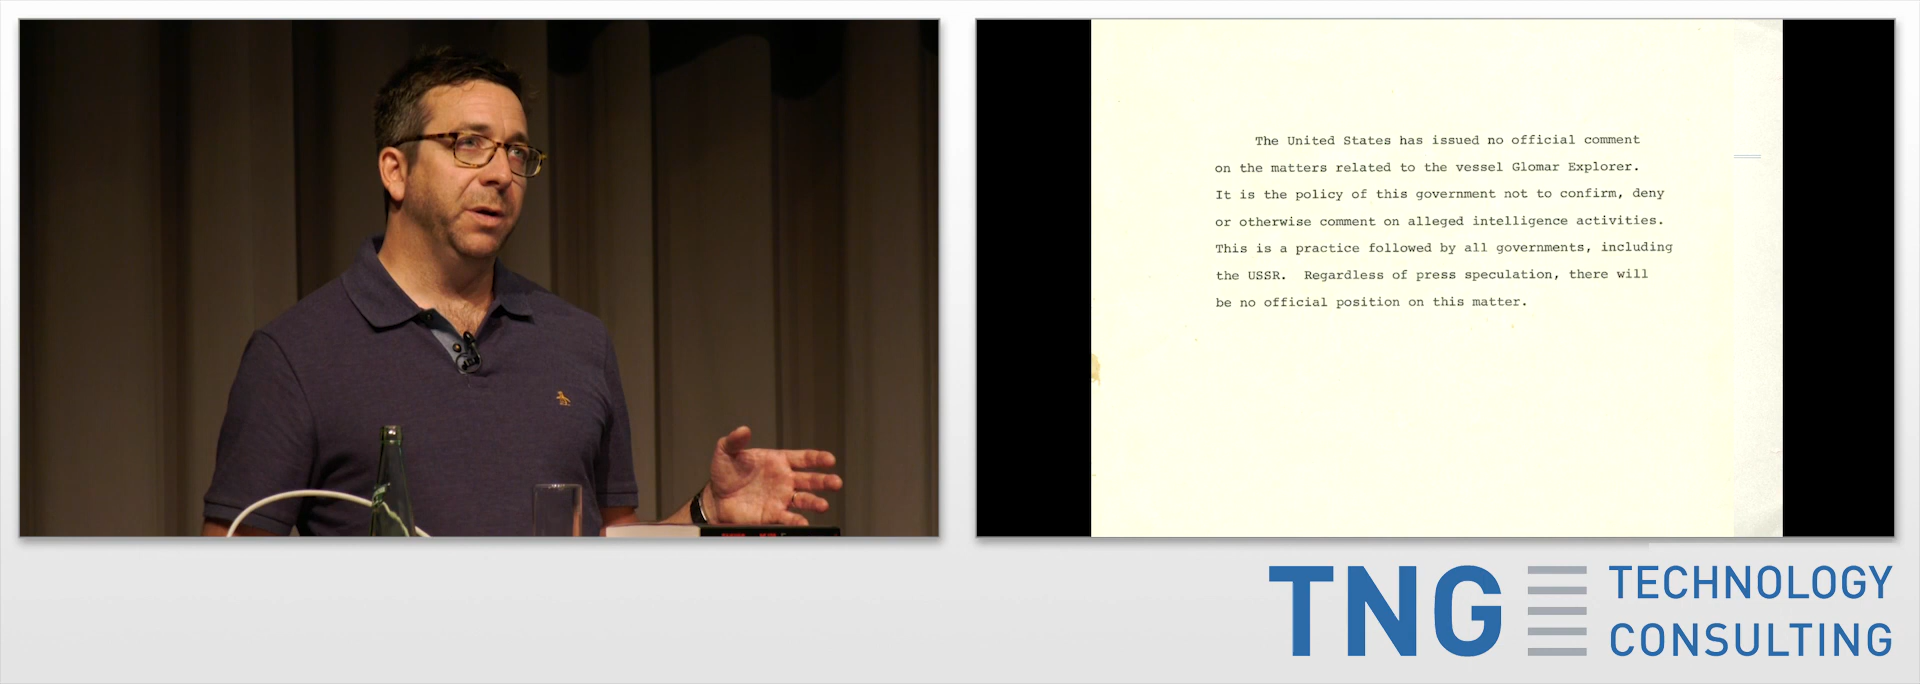 The United States has issued no official comment
on the matters related to the vessel Glomar Explorer.
It is the policy of this government not to confirm, deny
or otherwise comment on alleged intelligence activities.
This is a practice followed by all governments, including
the USSR. Regardless of press speculation, there will
be no official position on this matter.
TNG TECHNOLOGY
CONSULTING